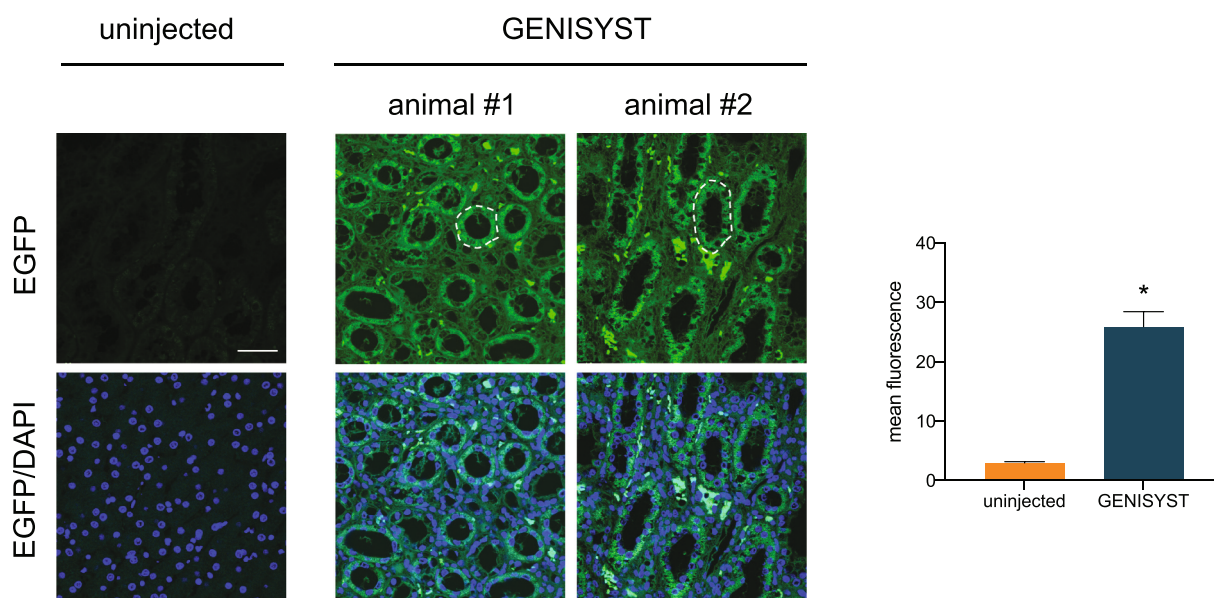 uninjected
GENISYST
animal #1
animal #2
EGFP
EGFP/DAPI
mean fluorescence
40
30
20
10
0
*
uninjected
GENISYST